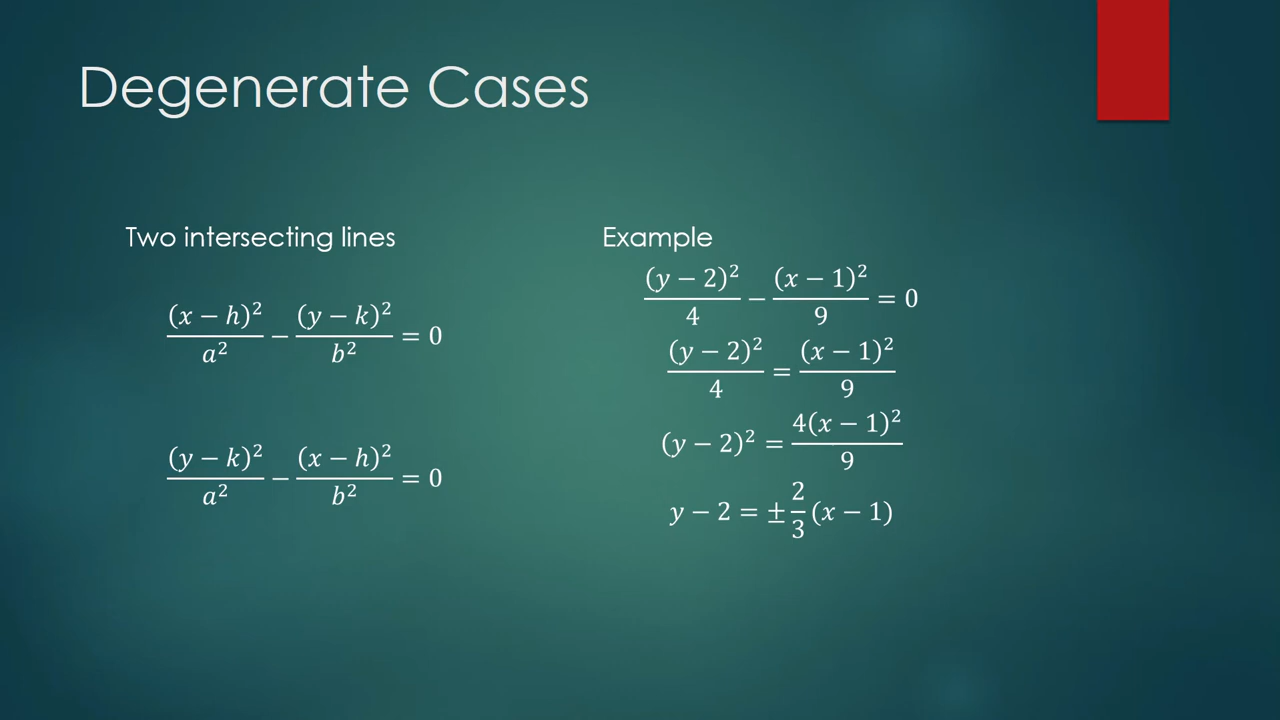 Degenerate Cases
Two intersecting lines
(x − h)²/a² − (y − k)²/b² = 0
(y − k)²/a² − (x − h)²/b² = 0
Example
(y − 2)²/4 − (x − 1)²/9 = 0
(y − 2)²/4 = (x − 1)²/9
(y − 2)² = 4(x − 1)²/9
y − 2 = ±2/3(x − 1)